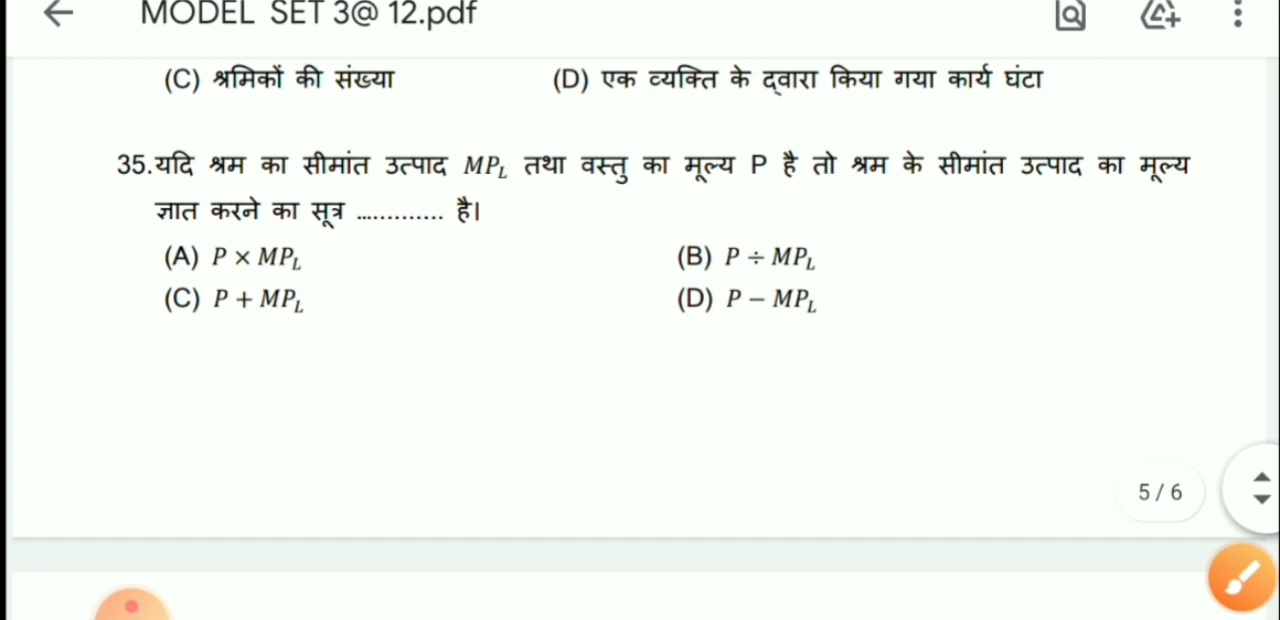 MODEL SET 3@ 12.pdf
(C) श्रमिकों की संख्या (D) एक व्यक्ति के द्वारा किया गया कार्य घंटा
35.यदि श्रम का सीमांत उत्पाद MP_L तथा वस्तु का मूल्य P है तो श्रम के सीमांत उत्पाद का मूल्य
ज्ञात करने का सूत्र ............. है।
(A) P × MP_L (B) P ÷ MP_L
(C) P + MP_L (D) P − MP_L
5 / 6